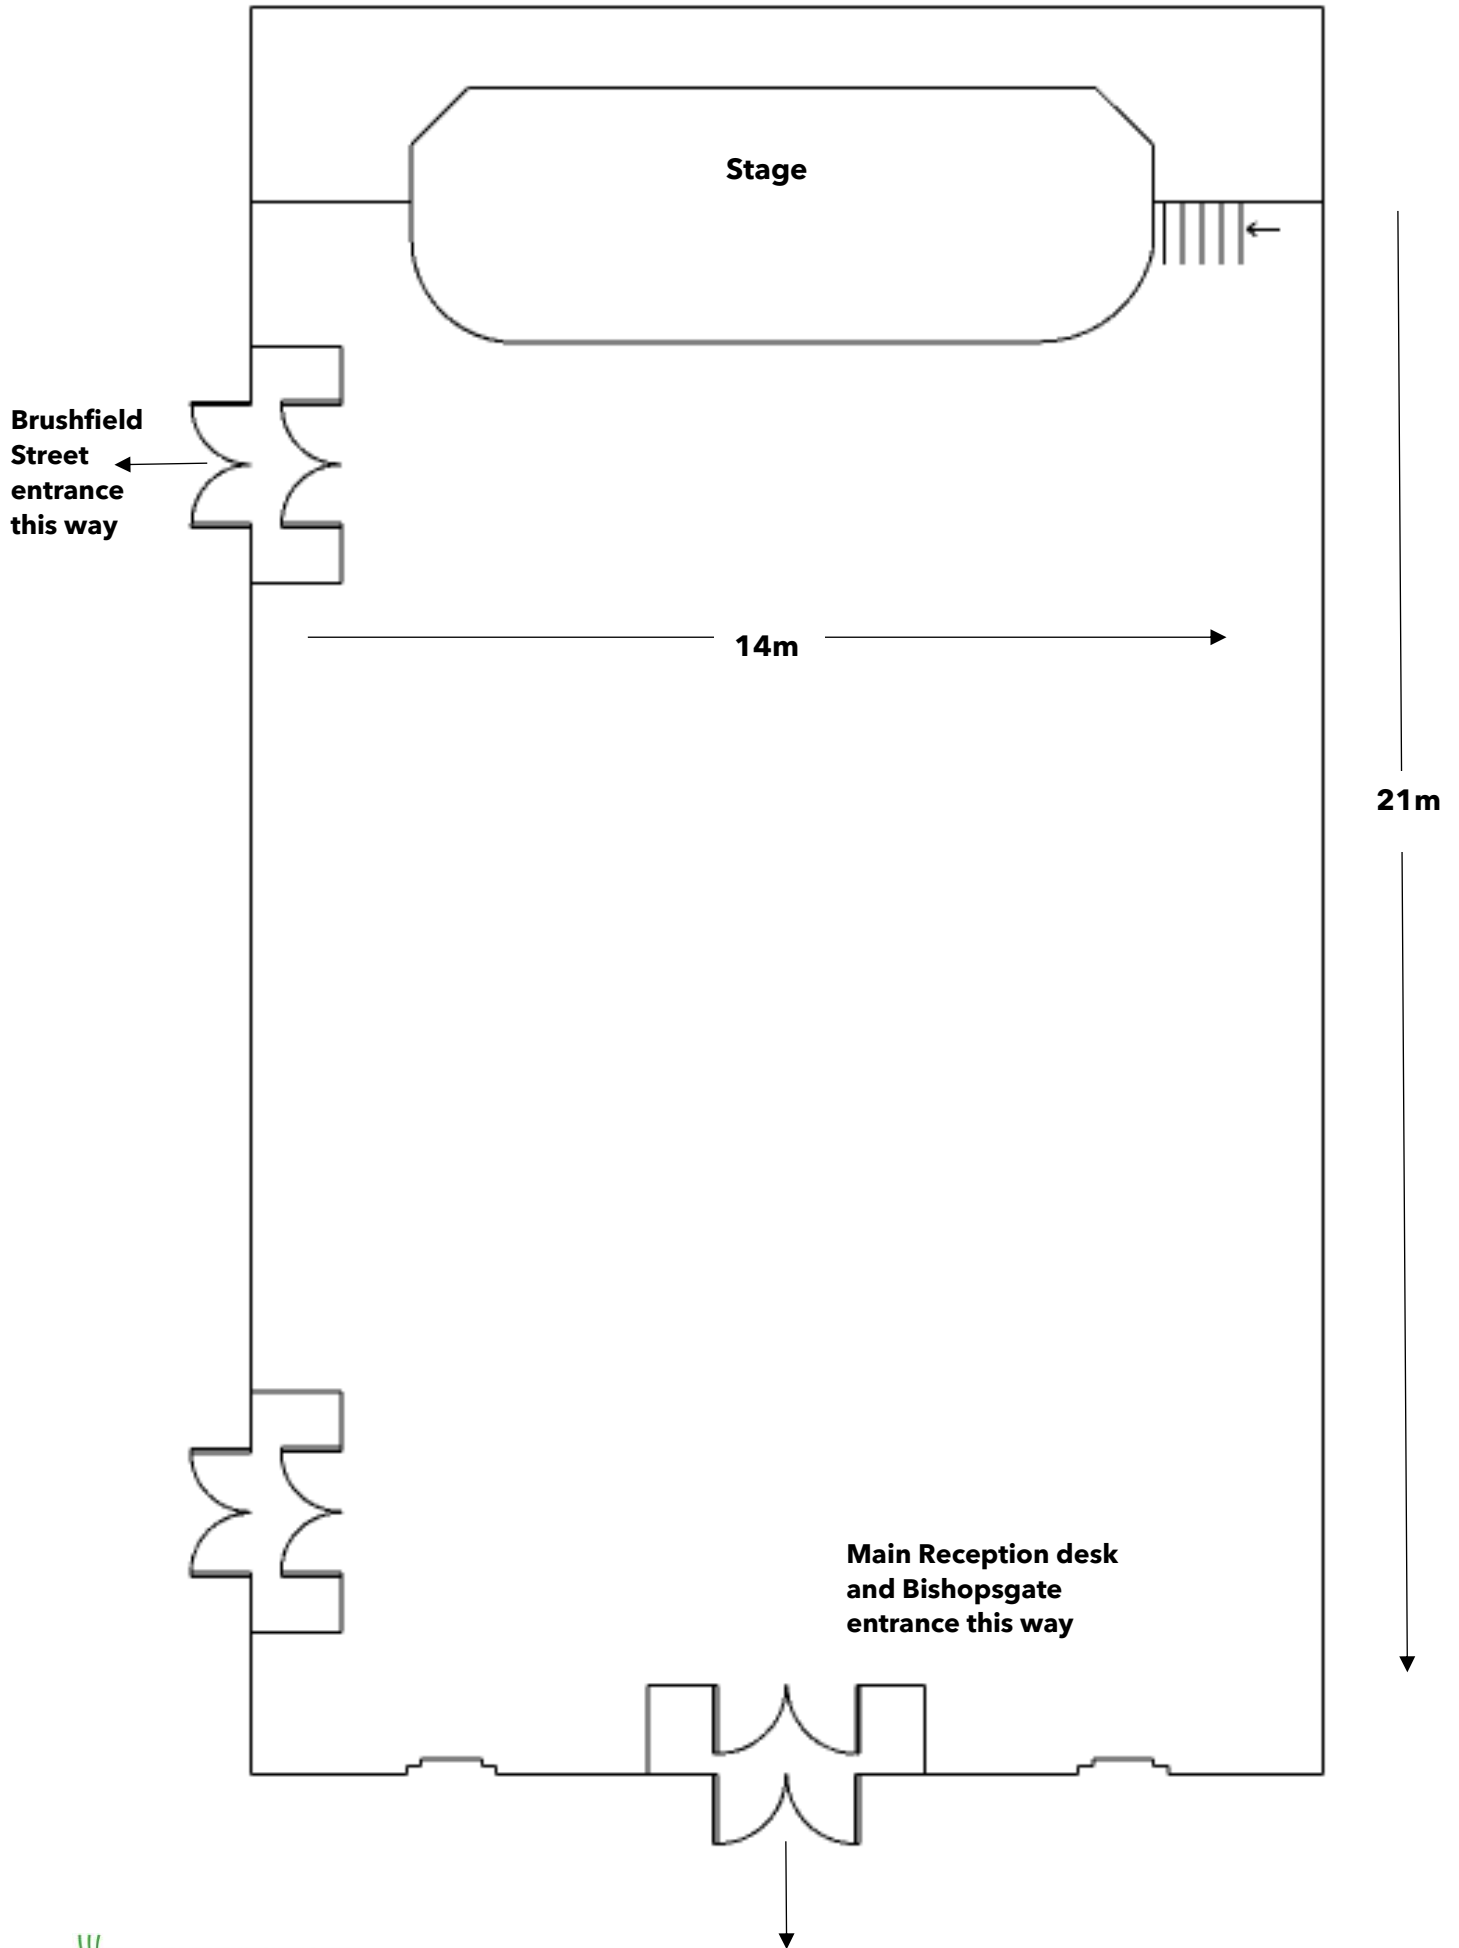 Stage
Brushfield
Street
entrance
this way
14m
21m
Main Reception desk
and Bishopsgate
entrance this way